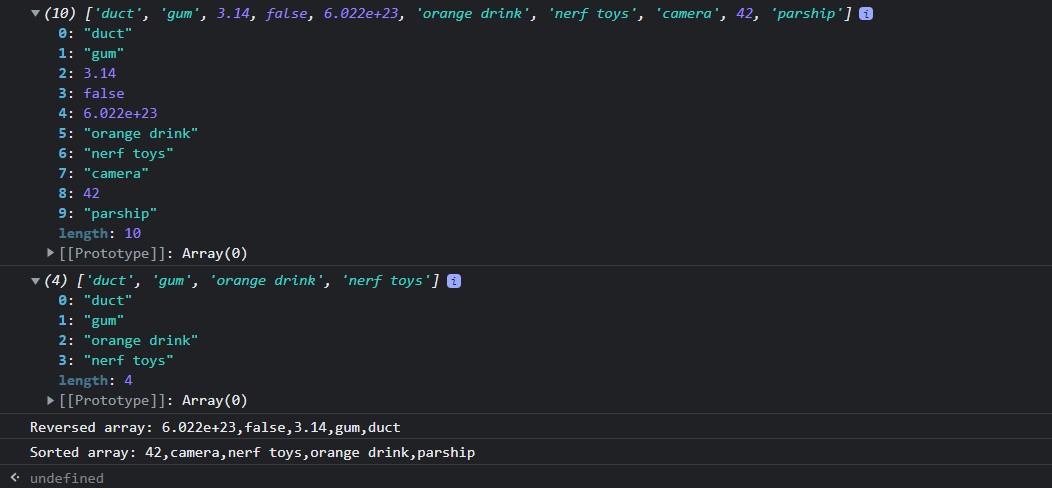 (10) ['duct', 'gum', 3.14, false, 6.022e+23, 'orange drink', 'nerf toys', 'camera', 42, 'parship'] i
0: "duct"
1: "gum"
2: 3.14
3: false
4: 6.022e+23
5: "orange drink"
6: "nerf toys"
7: "camera"
8: 42
9: "parship"
length: 10
[[Prototype]]: Array(0)
(4) ['duct', 'gum', 'orange drink', 'nerf toys'] i
0: "duct"
1: "gum"
2: "orange drink"
3: "nerf toys"
length: 4
[[Prototype]]: Array(0)
Reversed array: 6.022e+23,false,3.14,gum,duct
Sorted array: 42,camera,nerf toys,orange drink,parship
undefined